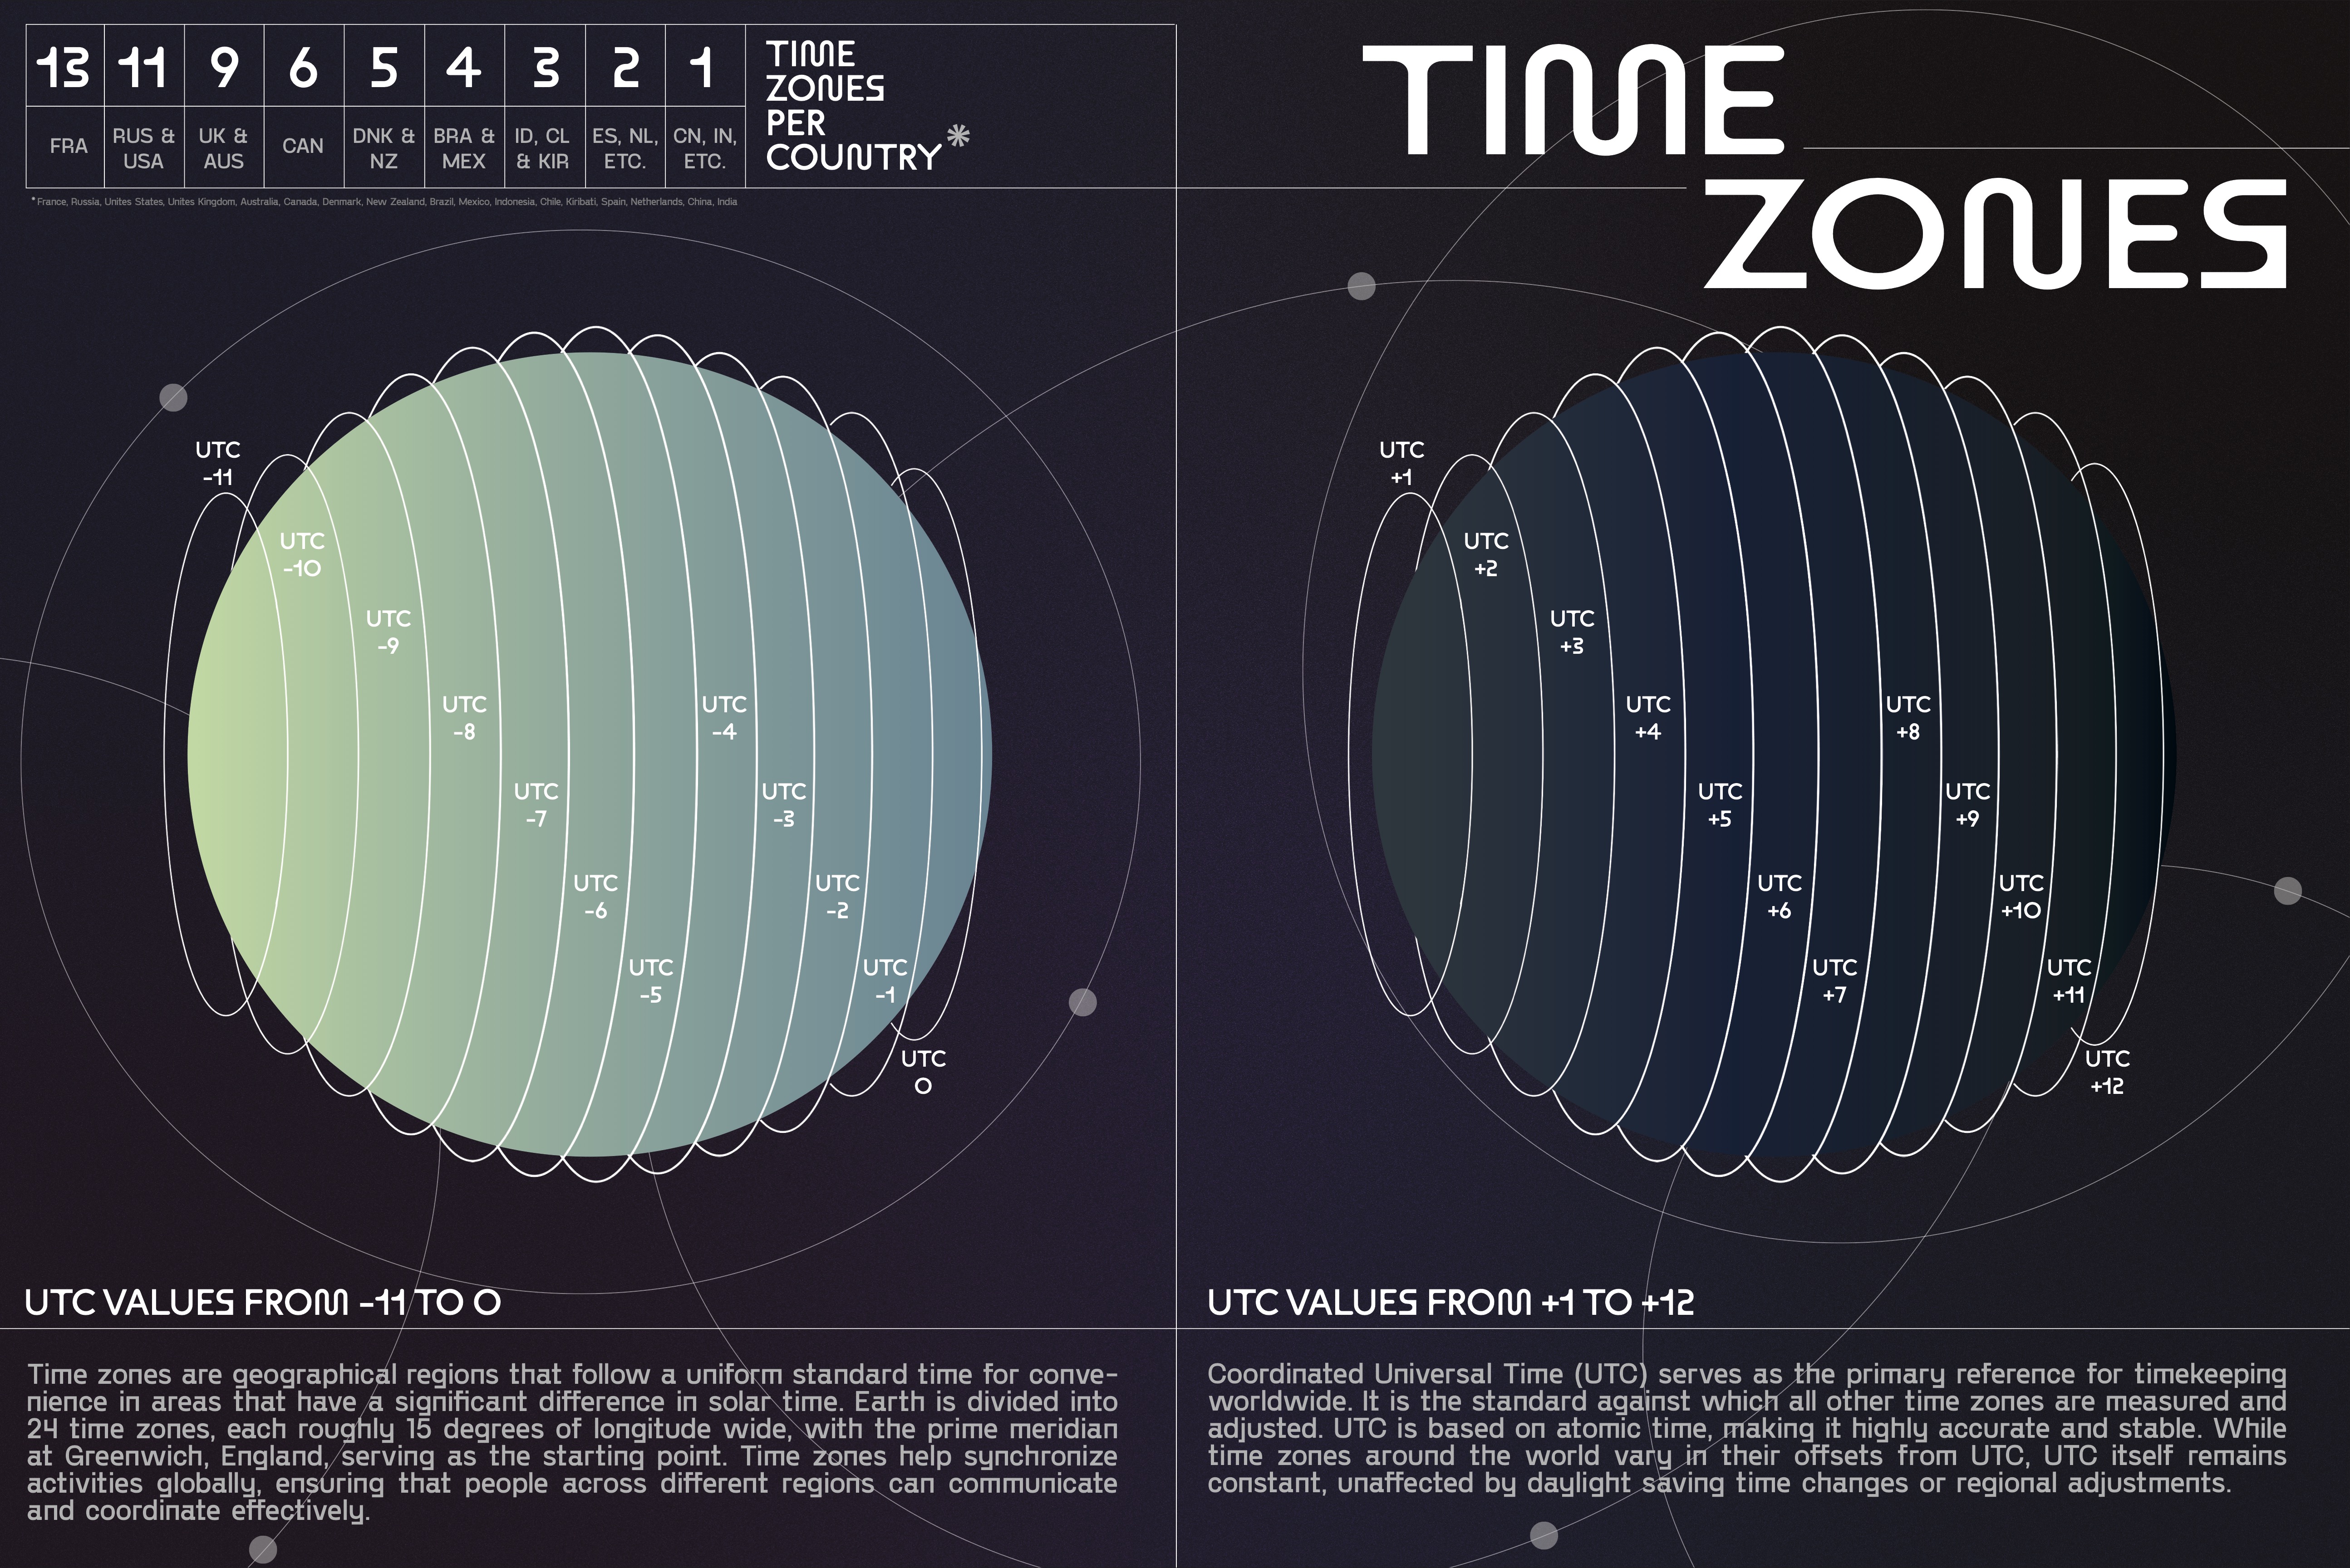 13 11 9 6 5 4 3 2 1
FRA
RUS &
USA
UK &
AUS
CAN
DNK &
NZ
BRA &
MEX
ID, CL
& KIR
ES, NL,
ETC.
CN, IN,
ETC.
TIME
ZONES
PER
COUNTRY*
*France, Russia, Unites States, Unites Kingdom, Australia, Canada, Denmark, New Zealand, Brazil, Mexico, Indonesia, Chile, Kiribati, Spain, Netherlands, China, India
TIME
ZONES
UTC
-11
UTC
-10
UTC
-9
UTC
-8
UTC
-7
UTC
-6
UTC
-5
UTC
-4
UTC
-3
UTC
-2
UTC
-1
UTC
0
UTC
+1
UTC
+2
UTC
+3
UTC
+4
UTC
+5
UTC
+6
UTC
+7
UTC
+8
UTC
+9
UTC
+10
UTC
+11
UTC
+12
UTC VALUES FROM -11 TO 0
Time zones are geographical regions that follow a uniform standard time for conve-
nience in areas that have a significant difference in solar time. Earth is divided into
24 time zones, each roughly 15 degrees of longitude wide, with the prime meridian
at Greenwich, England, serving as the starting point. Time zones help synchronize
activities globally, ensuring that people across different regions can communicate
and coordinate effectively.
UTC VALUES FROM +1 TO +12
Coordinated Universal Time (UTC) serves as the primary reference for timekeeping
worldwide. It is the standard against which all other time zones are measured and
adjusted. UTC is based on atomic time, making it highly accurate and stable. While
time zones around the world vary in their offsets from UTC, UTC itself remains
constant, unaffected by daylight saving time changes or regional adjustments.